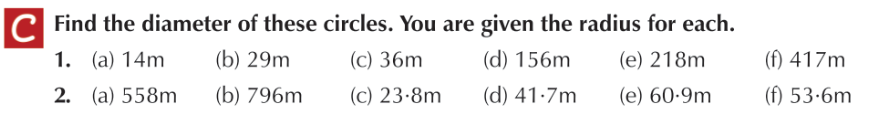 C Find the diameter of these circles. You are given the radius for each.
1. (a) 14m (b) 29m (c) 36m (d) 156m (e) 218m (f) 417m
2. (a) 558m (b) 796m (c) 23·8m (d) 41·7m (e) 60·9m (f) 53·6m